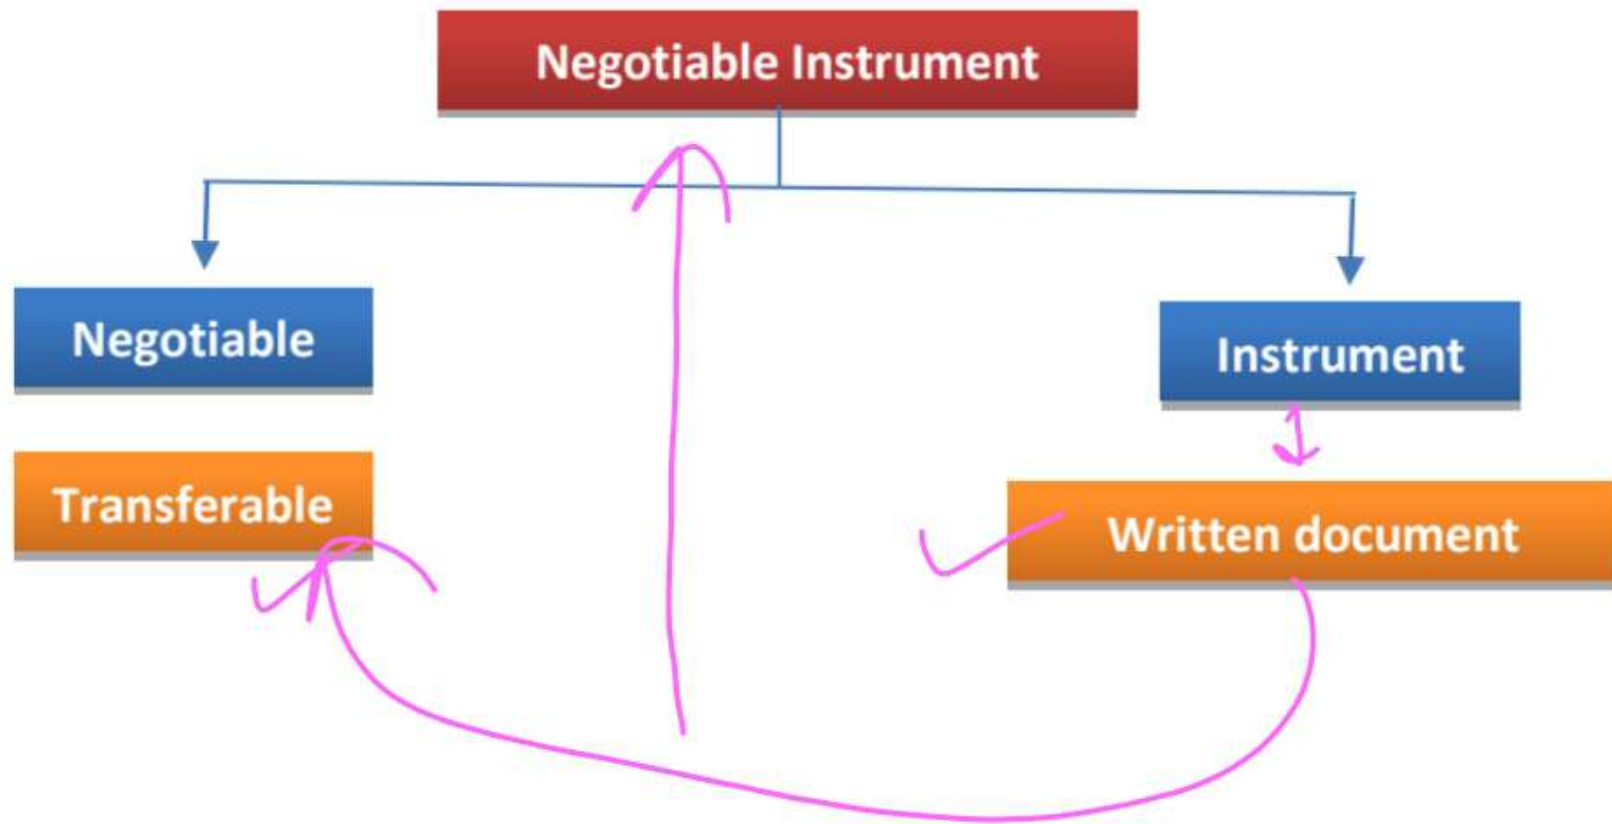 Negotiable Instrument
Negotiable
Instrument
Transferable
Written document